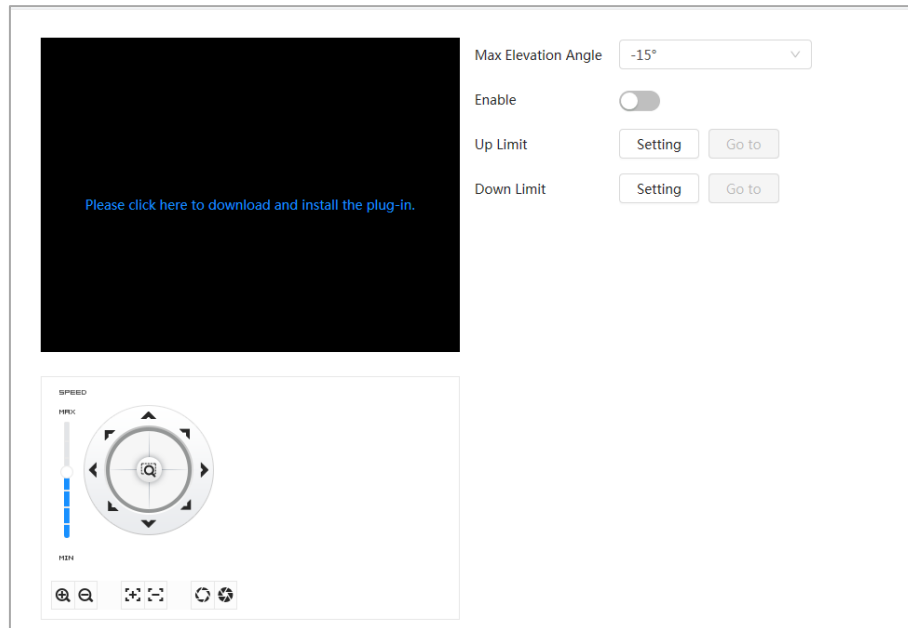 Max Elevation Angle -15°
Enable
Up Limit Setting Go to
Down Limit Setting Go to
Please click here to download and install the plug-in.
SPEED
MAX
MIN